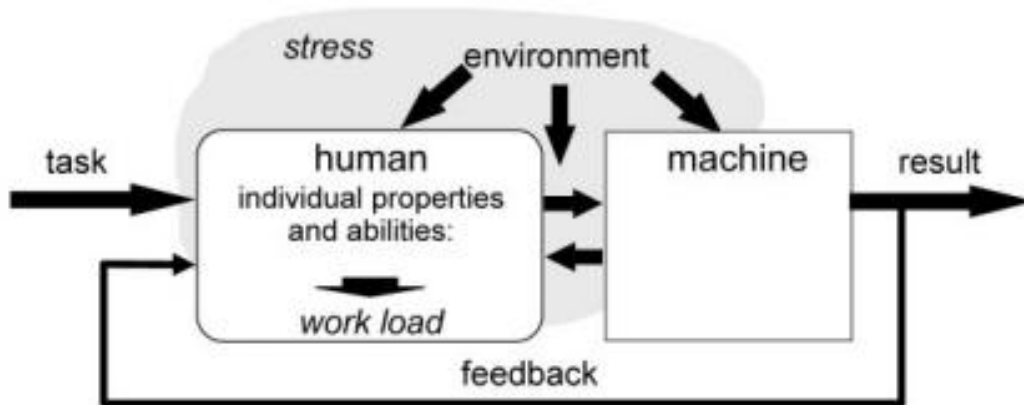 stress
environment
task
human
individual properties
and abilities:
work load
machine
result
feedback